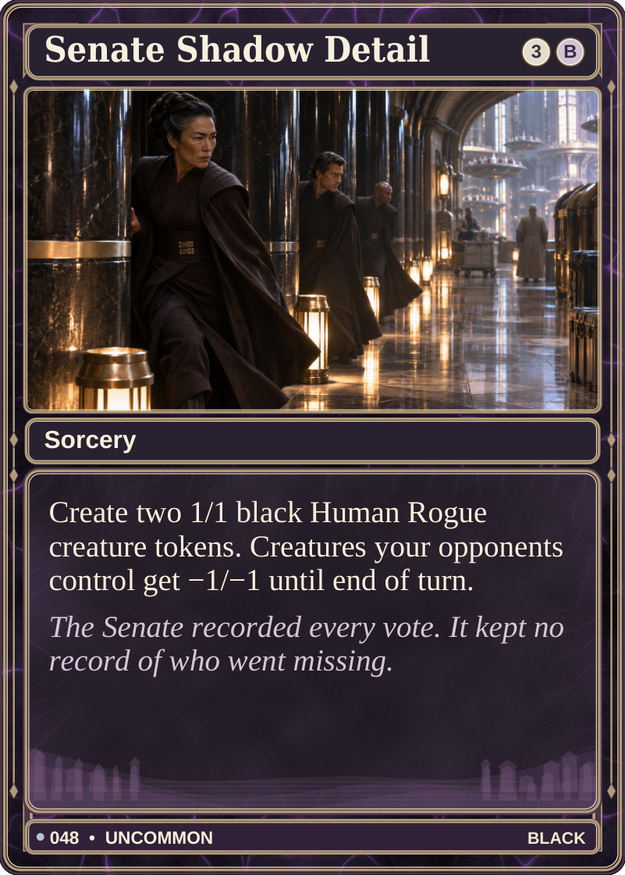 Senate Shadow Detail 3 B
Sorcery
Create two 1/1 black Human Rogue
creature tokens. Creatures your opponents
control get −1/−1 until end of turn.
The Senate recorded every vote. It kept no
record of who went missing.
048 • UNCOMMON BLACK